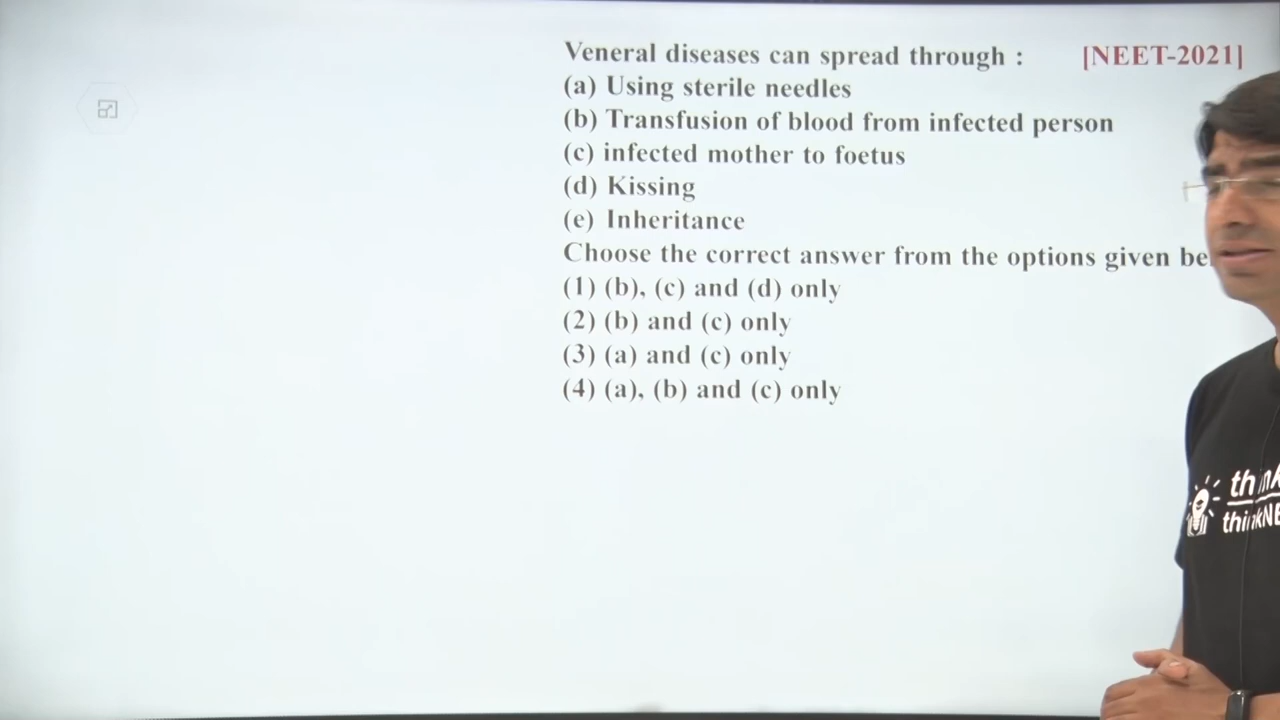 Veneral diseases can spread through : [NEET-2021]
(a) Using sterile needles
(b) Transfusion of blood from infected person
(c) infected mother to foetus
(d) Kissing
(e) Inheritance
Choose the correct answer from the options given
(1) (b), (c) and (d) only
(2) (b) and (c) only
(3) (a) and (c) only
(4) (a), (b) and (c) only